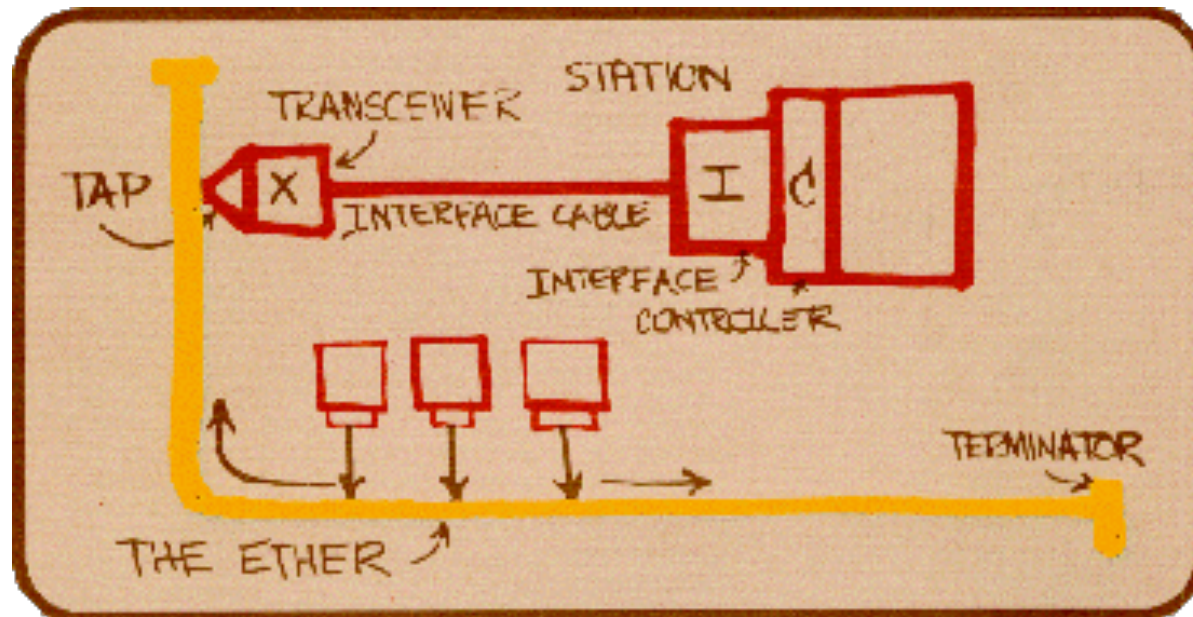 STATION
TRANSCEIVER
TAP
X
I
C
INTERFACE CABLE
INTERFACE
CONTROLLER
TERMINATOR
THE ETHER